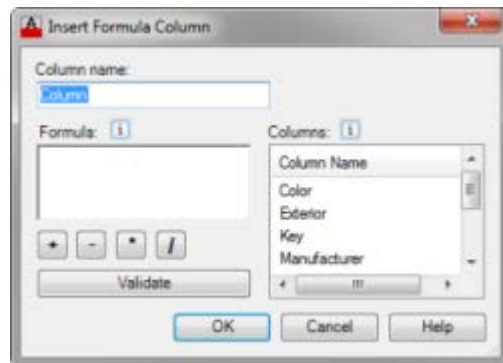 Insert Formula Column
Column name:
Column
Formula: i
Columns: i
Column Name
Color
Exterior
Key
Manufacturer
+ - * /
Validate
OK Cancel Help